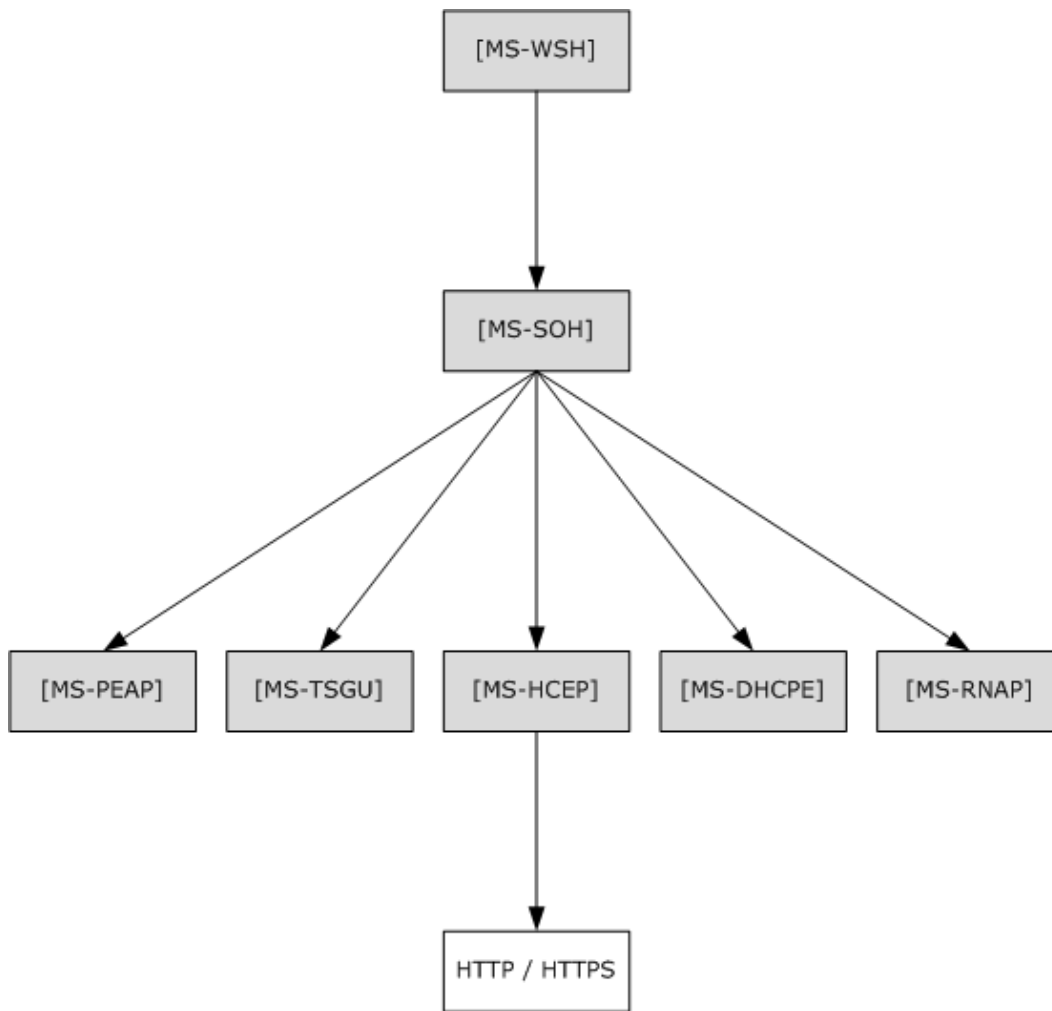 [MS-WSH]
[MS-SOH]
[MS-PEAP]
[MS-TSGU]
[MS-HCEP]
[MS-DHCPE]
[MS-RNAP]
HTTP / HTTPS